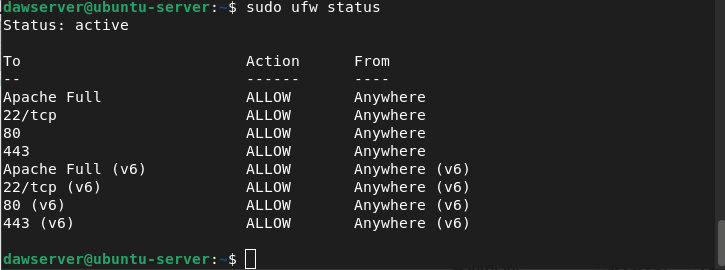 dawserver@ubuntu-server:~$ sudo ufw status
Status: active
To                         Action      From
--                         ------      ----
Apache Full                ALLOW       Anywhere
22/tcp                     ALLOW       Anywhere
80                         ALLOW       Anywhere
443                        ALLOW       Anywhere
Apache Full (v6)           ALLOW       Anywhere (v6)
22/tcp (v6)                ALLOW       Anywhere (v6)
80 (v6)                    ALLOW       Anywhere (v6)
443 (v6)                   ALLOW       Anywhere (v6)
dawserver@ubuntu-server:~$